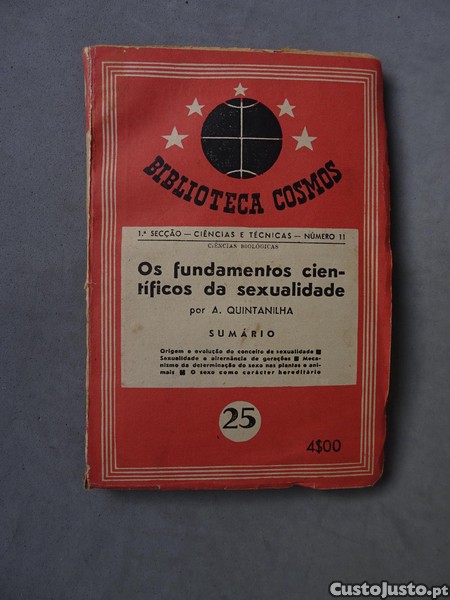 BIBLIOTECA COSMOS
1.ª SECÇÃO — CIÊNCIAS E TÉCNICAS — NÚMERO 11
CIÊNCIAS BIOLÓGICAS
Os fundamentos cien-
tíficos da sexualidade
por A. QUINTANILHA
SUMÁRIO
Origem e evolução do conceito de sexualidade ■
Sexualidade e alternância de gerações ■ Meca-
nismo da determinação do sexo nas plantas e ani-
mais ■ O sexo como carácter hereditário
25
4$00
CustoJusto.pt